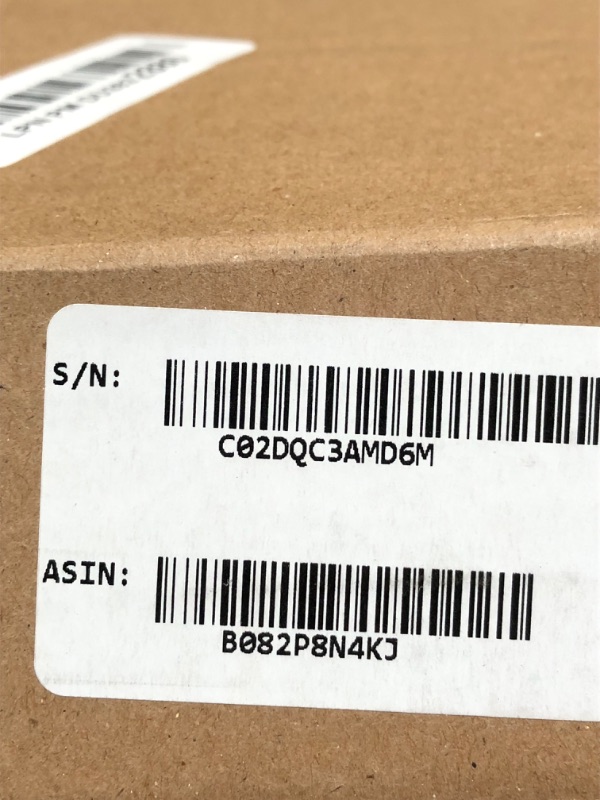 S/N:
C02DQC3AMD6M
ASIN:
B082P8N4KJ